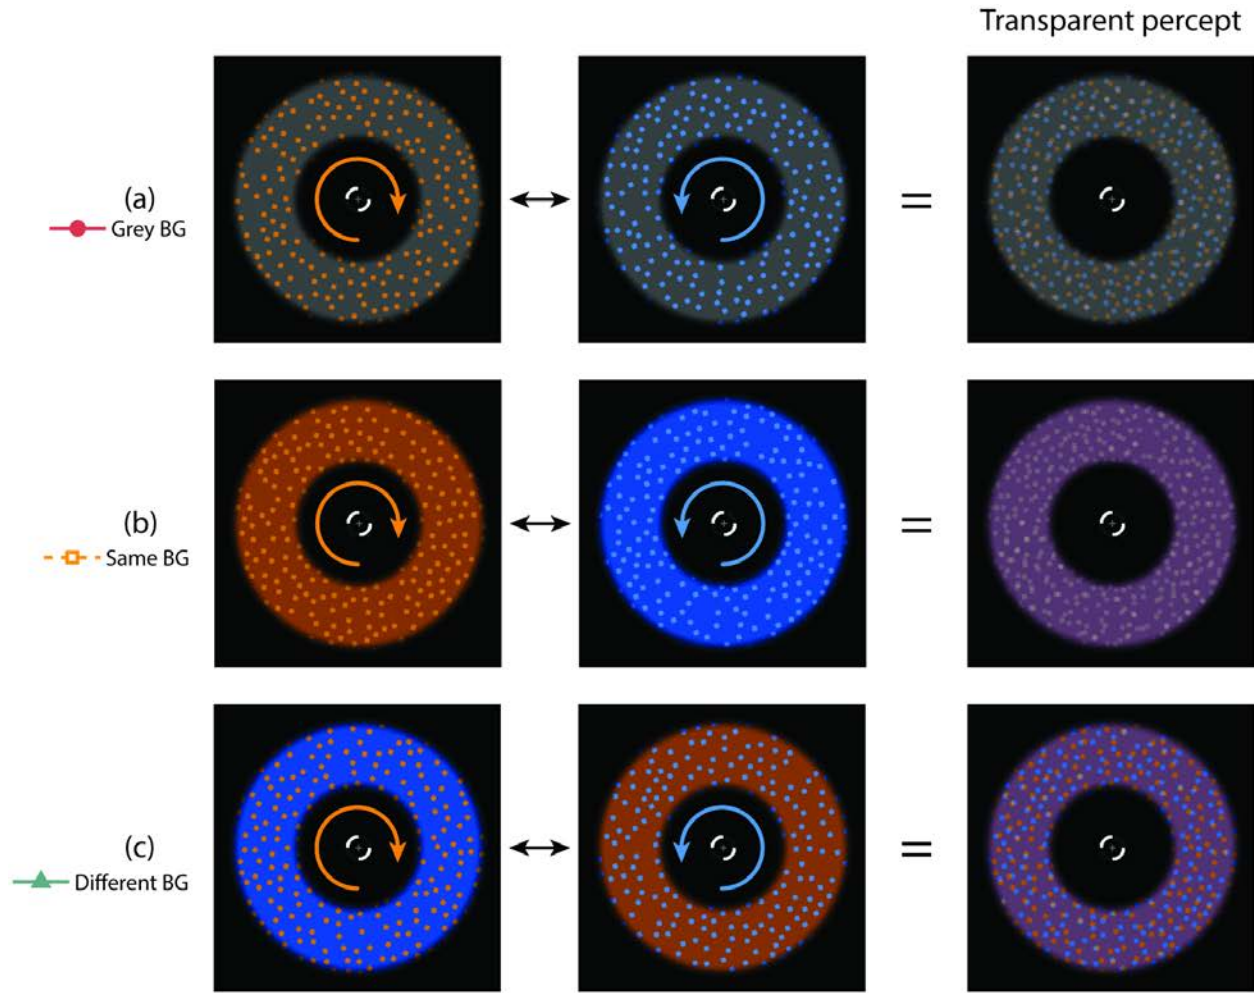 Transparent percept
(a)
Grey BG
=
(b)
Same BG
=
(c)
Different BG
=